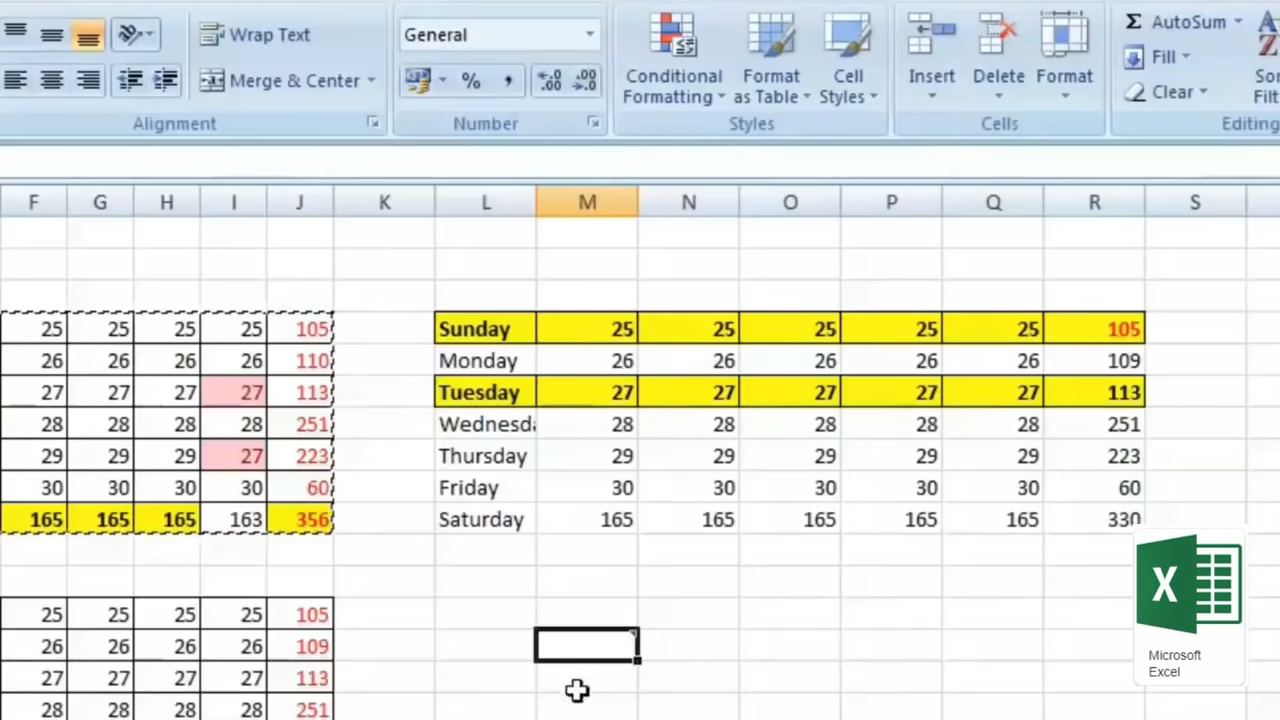 Wrap Text
General
Σ AutoSum
Merge & Center
%
,
Fill
Conditional Formatting
Format as Table
Cell Styles
Insert
Delete
Format
Clear
Alignment
Number
Styles
Cells
Editing
F G H I J K L M N O P Q R S
25 25 25 25 105 Sunday 25 25 25 25 25 105
26 26 26 26 110 Monday 26 26 26 26 26 109
27 27 27 27 113 Tuesday 27 27 27 27 27 113
28 28 28 28 251 Wednesd 28 28 28 28 28 251
29 29 29 27 223 Thursday 29 29 29 29 29 223
30 30 30 30 60 Friday 30 30 30 30 30 60
165 165 165 163 356 Saturday 165 165 165 165 165 330
25 25 25 25 105
26 26 26 26 109
27 27 27 27 113
28 28 28 28 251
X
Microsoft
Excel